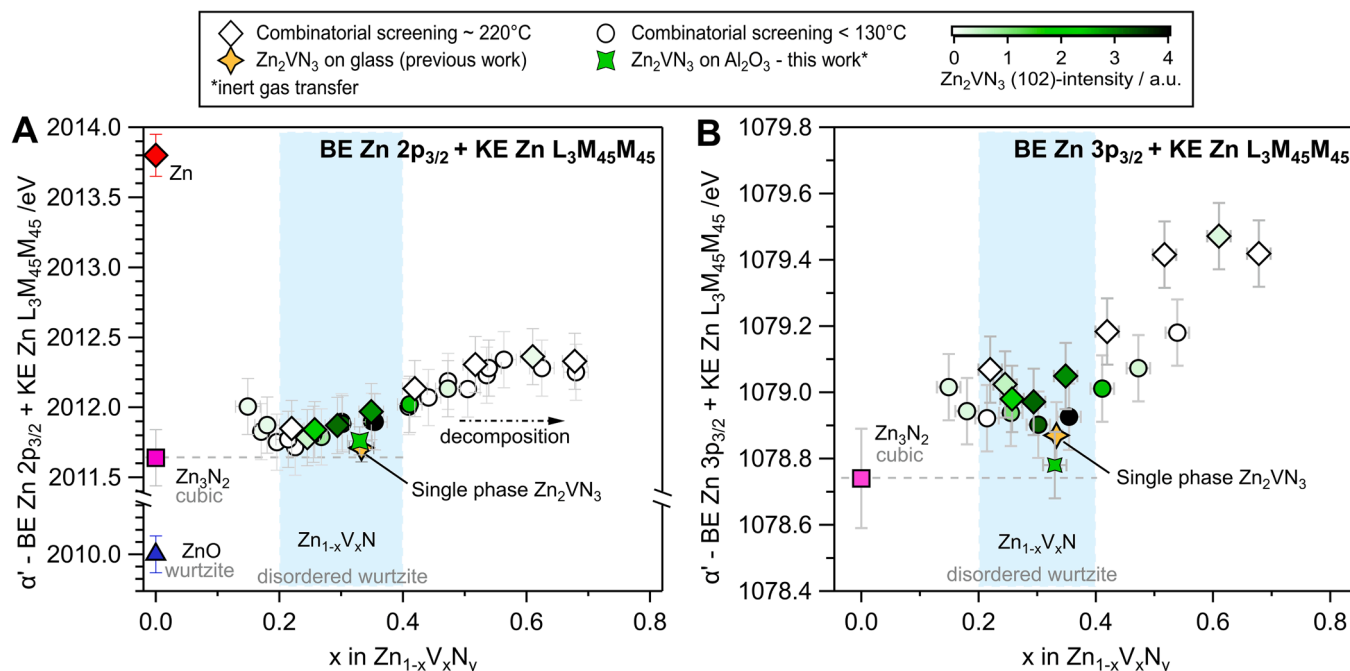 Combinatorial screening ~ 220°C
Combinatorial screening < 130°C
Zn₂VN₃ on glass (previous work)
Zn₂VN₃ on Al₂O₃ - this work*
*inert gas transfer
0 1 2 3 4
Zn₂VN₃ (102)-intensity / a.u.
A
BE Zn 2p₃/₂ + KE Zn L₃M₄₅M₄₅
α' - BE Zn 2p₃/₂ + KE Zn L₃M₄₅M₄₅ /eV
2014.0
2013.5
2013.0
2012.5
2012.0
2011.5
2010.0
Zn
decomposition
Zn₃N₂
cubic
Single phase Zn₂VN₃
ZnO
wurtzite
Zn₁₋ₓVₓN
disordered wurtzite
0.0 0.2 0.4 0.6 0.8
x in Zn₁₋ₓVₓNᵧ
B
BE Zn 3p₃/₂ + KE Zn L₃M₄₅M₄₅
α' - BE Zn 3p₃/₂ + KE Zn L₃M₄₅M₄₅ /eV
1079.8
1079.6
1079.4
1079.2
1079.0
1078.8
1078.6
1078.4
Zn₃N₂
cubic
Single phase Zn₂VN₃
Zn₁₋ₓVₓN
disordered wurtzite
0.0 0.2 0.4 0.6 0.8
x in Zn₁₋ₓVₓNᵧ